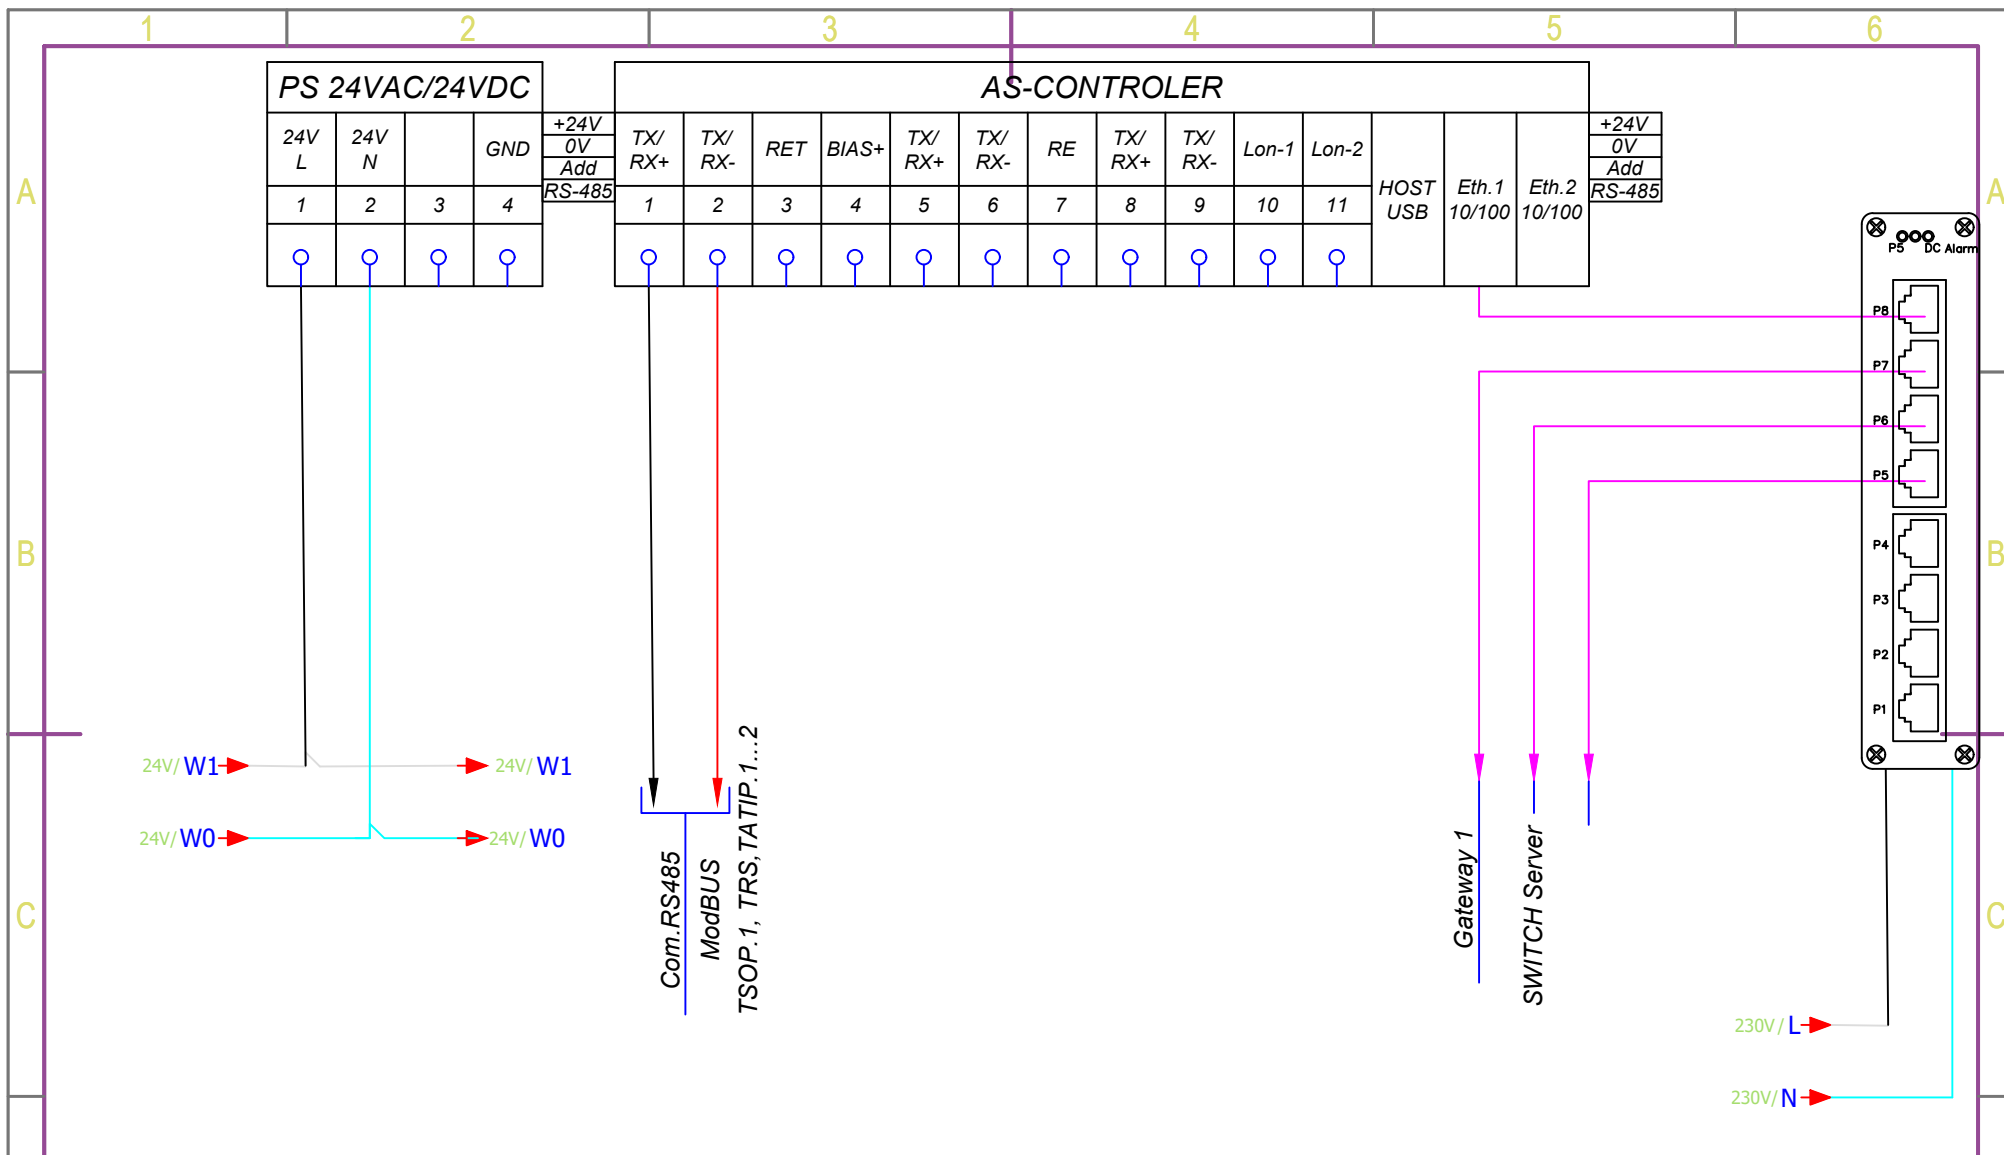 1 2 3 4 5 6
PS 24VAC/24VDC
AS-CONTROLER
24V L
24V N
GND
+24V
0V
Add
RS-485
1 2 3 4
TX/ RX+
TX/ RX-
RET
BIAS+
TX/ RX+
TX/ RX-
RE
TX/ RX+
TX/ RX-
Lon-1
Lon-2
1 2 3 4 5 6 7 8 9 10 11
HOST USB
Eth.1 10/100
Eth.2 10/100
+24V
0V
Add
RS-485
A
A
P5 DC Alarm
P8
P7
P6
P5
P4
P3
P2
P1
B
B
24V/ W1
24V/ W1
24V/ W0
24V/ W0
Com.RS485
ModBUS
TSOP.1, TRS,TATIP.1...2
Gateway 1
SWITCH Server
C
C
230V/ L
230V/ N